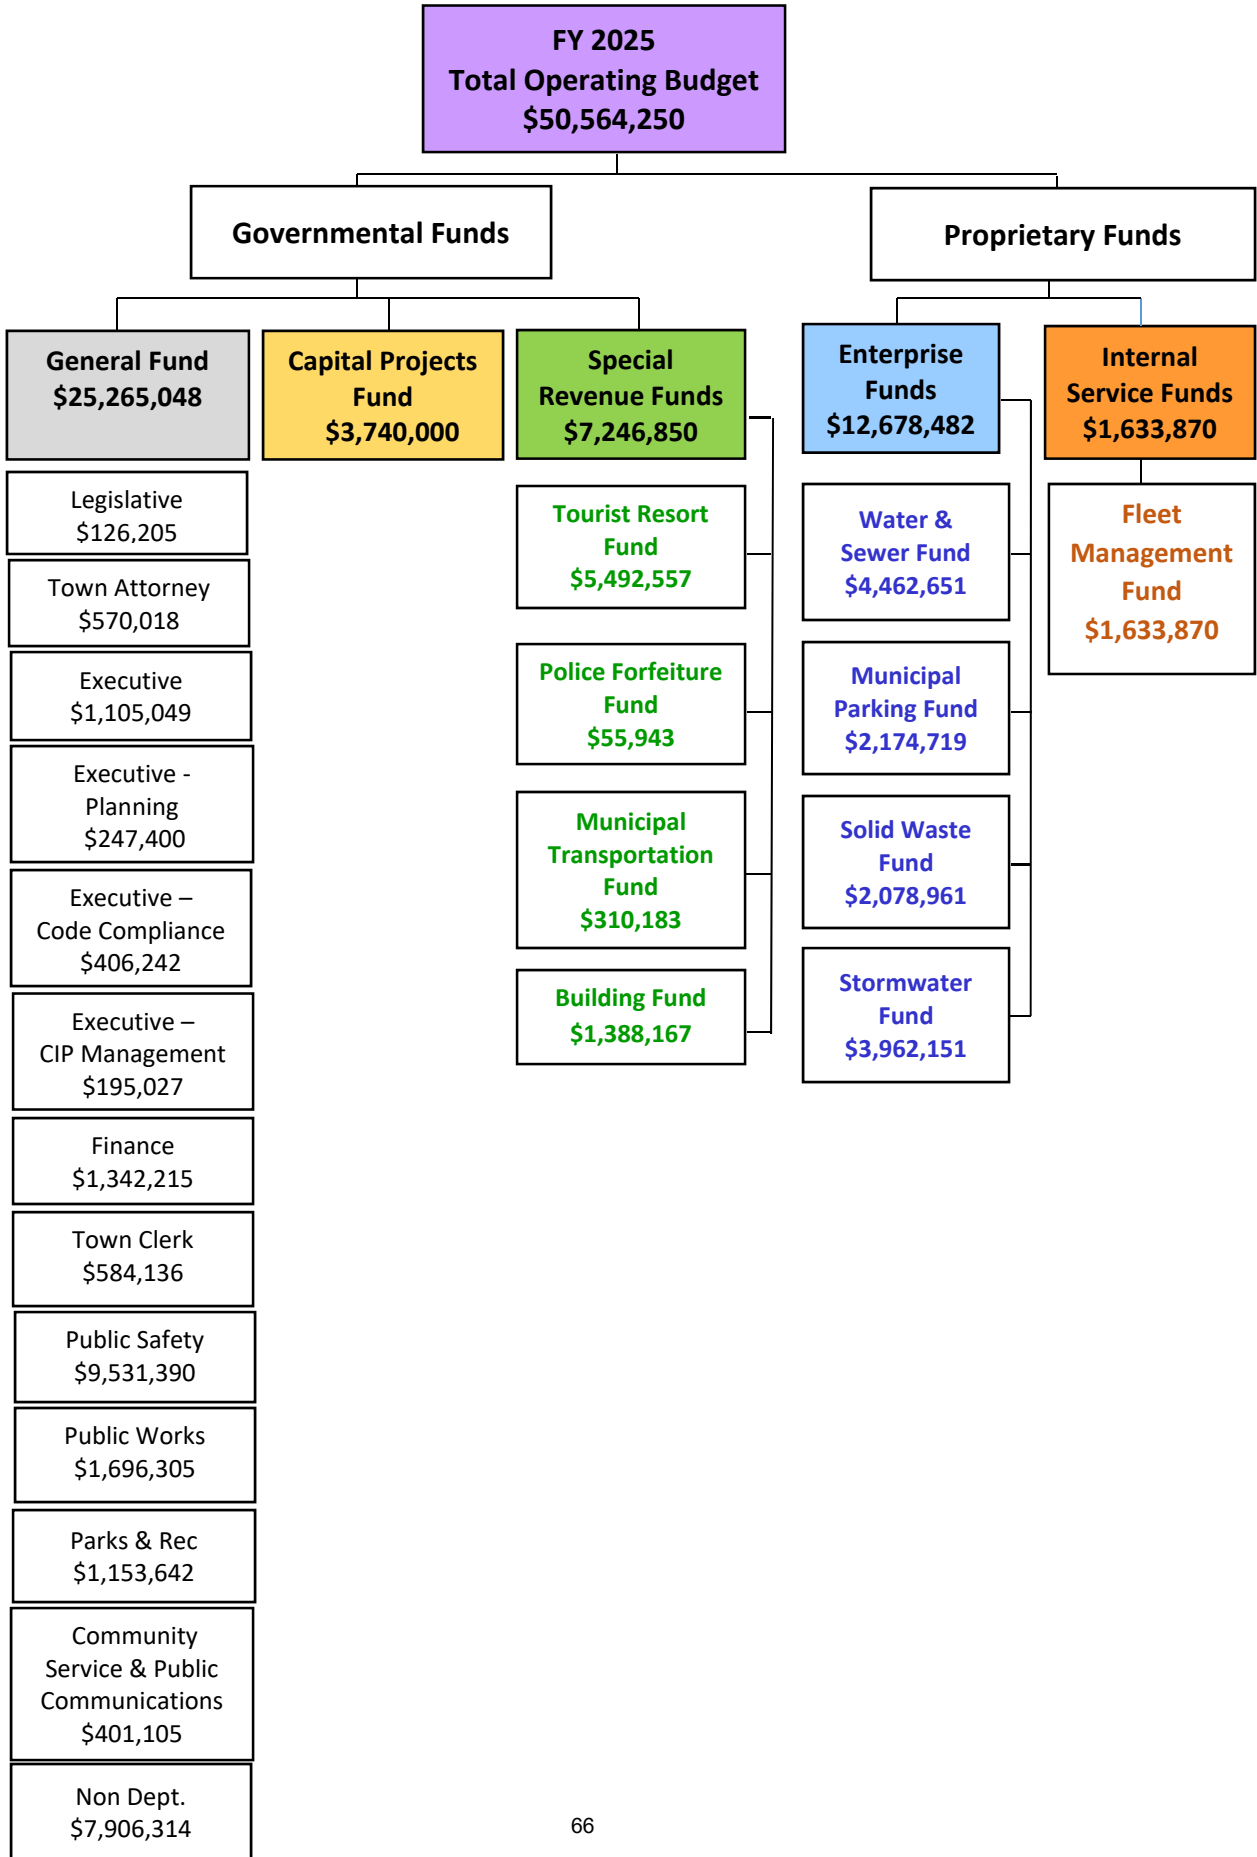 FY 2025
Total Operating Budget
$50,564,250
Governmental Funds
Proprietary Funds
General Fund
$25,265,048
Capital Projects
Fund
$3,740,000
Special
Revenue Funds
$7,246,850
Enterprise
Funds
$12,678,482
Internal
Service Funds
$1,633,870
Legislative
$126,205
Town Attorney
$570,018
Executive
$1,105,049
Executive -
Planning
$247,400
Executive –
Code Compliance
$406,242
Executive –
CIP Management
$195,027
Finance
$1,342,215
Town Clerk
$584,136
Public Safety
$9,531,390
Public Works
$1,696,305
Parks & Rec
$1,153,642
Community
Service & Public
Communications
$401,105
Non Dept.
$7,906,314
Tourist Resort
Fund
$5,492,557
Police Forfeiture
Fund
$55,943
Municipal
Transportation
Fund
$310,183
Building Fund
$1,388,167
Water &
Sewer Fund
$4,462,651
Municipal
Parking Fund
$2,174,719
Solid Waste
Fund
$2,078,961
Stormwater
Fund
$3,962,151
Fleet
Management
Fund
$1,633,870
66